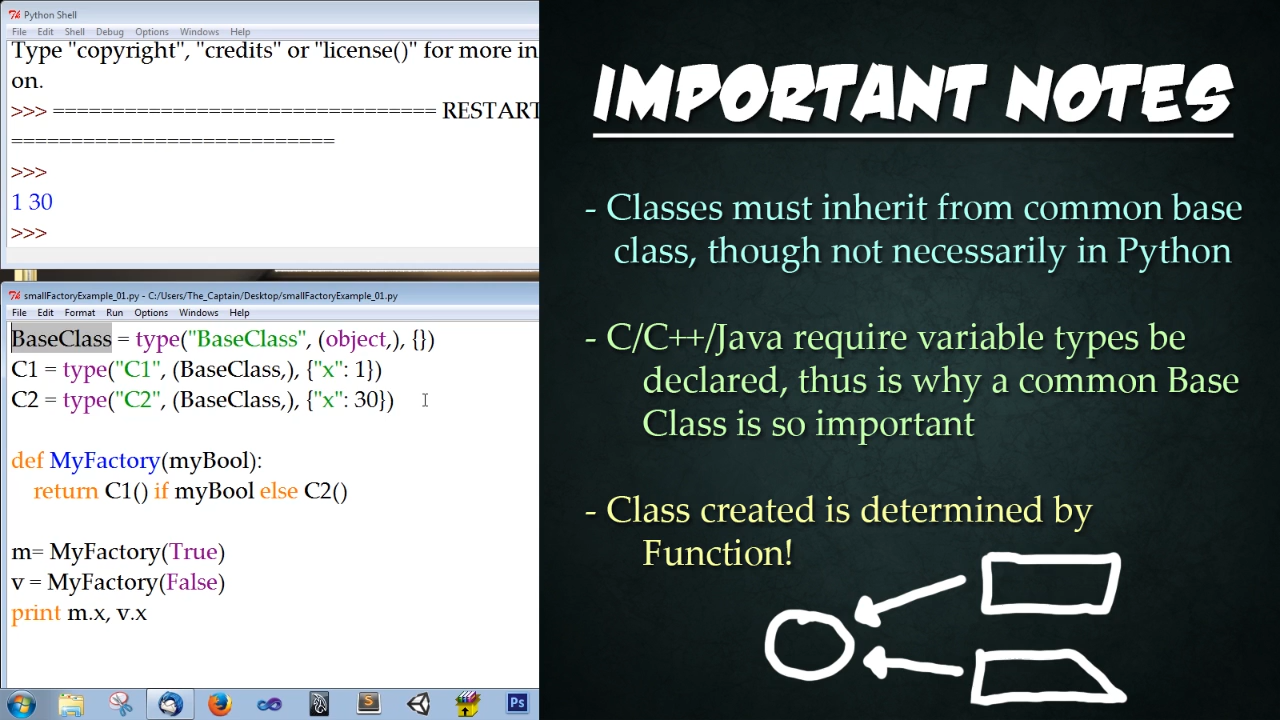 Python Shell
File Edit Shell Debug Options Windows Help
Type "copyright", "credits" or "license()" for more in
on.
>>> ================================ RESTART
===========================
>>>
1 30
>>>
smallFactoryExample_01.py - C:/Users/The_Captain/Desktop/smallFactoryExample_01.py
File Edit Format Run Options Windows Help
BaseClass = type("BaseClass", (object,), {})
C1 = type("C1", (BaseClass,), {"x": 1})
C2 = type("C2", (BaseClass,), {"x": 30})
def MyFactory(myBool):
return C1() if myBool else C2()
m= MyFactory(True)
v = MyFactory(False)
print m.x, v.x
Ps
IMPORTANT NOTES
- Classes must inherit from common base
class, though not necessarily in Python
- C/C++/Java require variable types be
declared, thus is why a common Base
Class is so important
- Class created is determined by
Function!